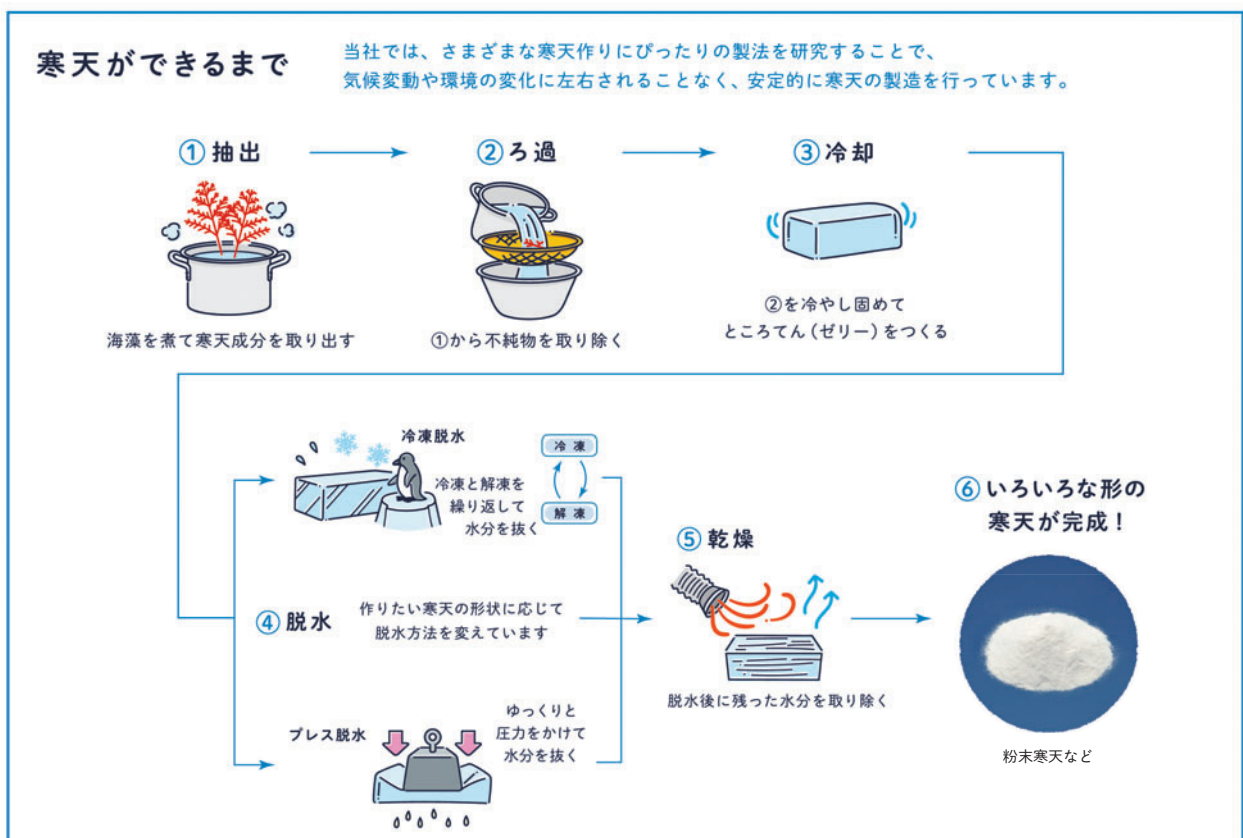 寒天ができるまで
当社では、さまざまな寒天作りにぴったりの製法を研究することで、
気候変動や環境の変化に左右されることなく、安定的に寒天の製造を行っています。
①抽出
海藻を煮て寒天成分を取り出す
②ろ過
①から不純物を取り除く
③冷却
②を冷やし固めて
ところてん(ゼリー)をつくる
④脱水
作りたい寒天の形状に応じて
脱水方法を変えています
冷凍脱水
冷凍と解凍を
繰り返して
水分を抜く
冷凍
解凍
プレス脱水
ゆっくりと
圧力をかけて
水分を抜く
⑤乾燥
脱水後に残った水分を取り除く
⑥いろいろな形の
寒天が完成！
粉末寒天など